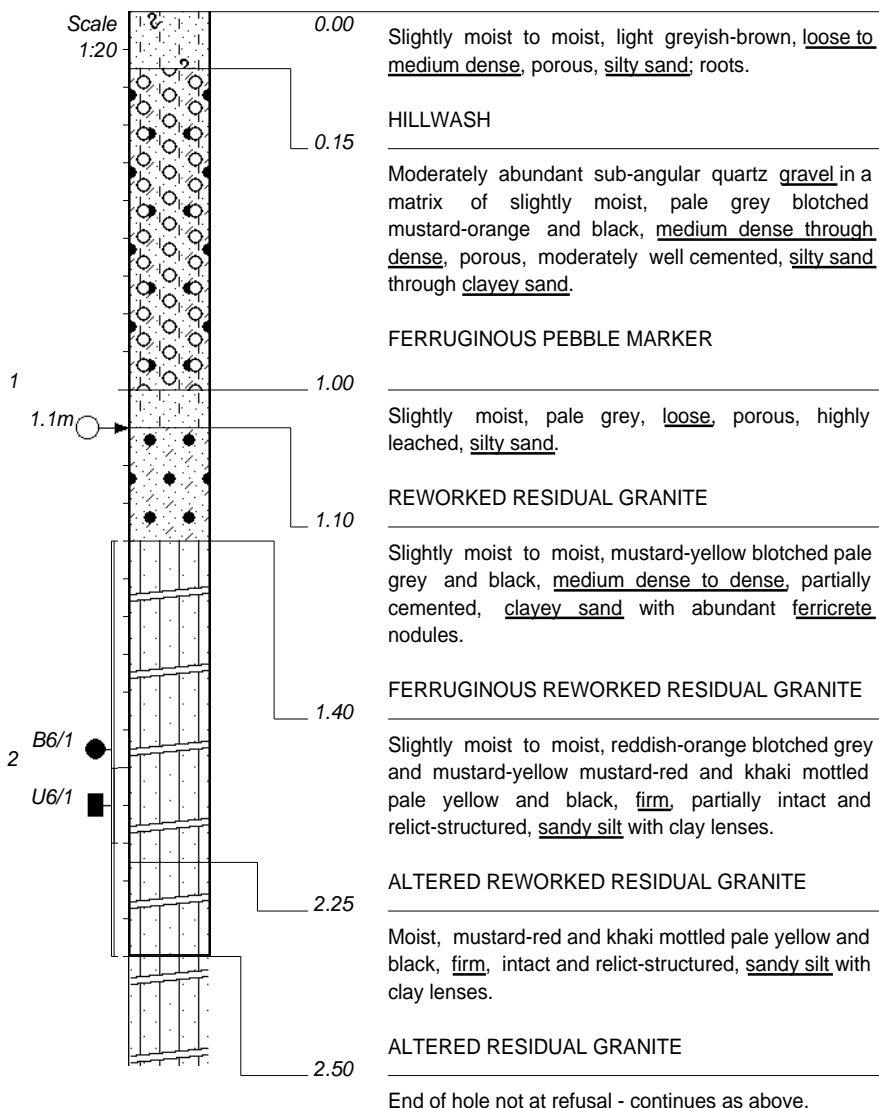 Scale
1:20
0.00
Slightly moist to moist, light greyish-brown, loose to
medium dense, porous, silty sand; roots.
HILLWASH
0.15
Moderately abundant sub-angular quartz gravel in a
matrix of slightly moist, pale grey blotched
mustard-orange and black, medium dense through
dense, porous, moderately well cemented, silty sand
through clayey sand.
FERRUGINOUS PEBBLE MARKER
1
1.00
1.1m
Slightly moist, pale grey, loose, porous, highly
leached, silty sand.
REWORKED RESIDUAL GRANITE
1.10
Slightly moist to moist, mustard-yellow blotched pale
grey and black, medium dense to dense, partially
cemented, clayey sand with abundant ferricrete
nodules.
FERRUGINOUS REWORKED RESIDUAL GRANITE
1.40
B6/1
2
U6/1
Slightly moist to moist, reddish-orange blotched grey
and mustard-yellow mustard-red and khaki mottled
pale yellow and black, firm, partially intact and
relict-structured, sandy silt with clay lenses.
ALTERED REWORKED RESIDUAL GRANITE
2.25
Moist, mustard-red and khaki mottled pale yellow and
black, firm, intact and relict-structured, sandy silt with
clay lenses.
ALTERED RESIDUAL GRANITE
2.50
End of hole not at refusal - continues as above.